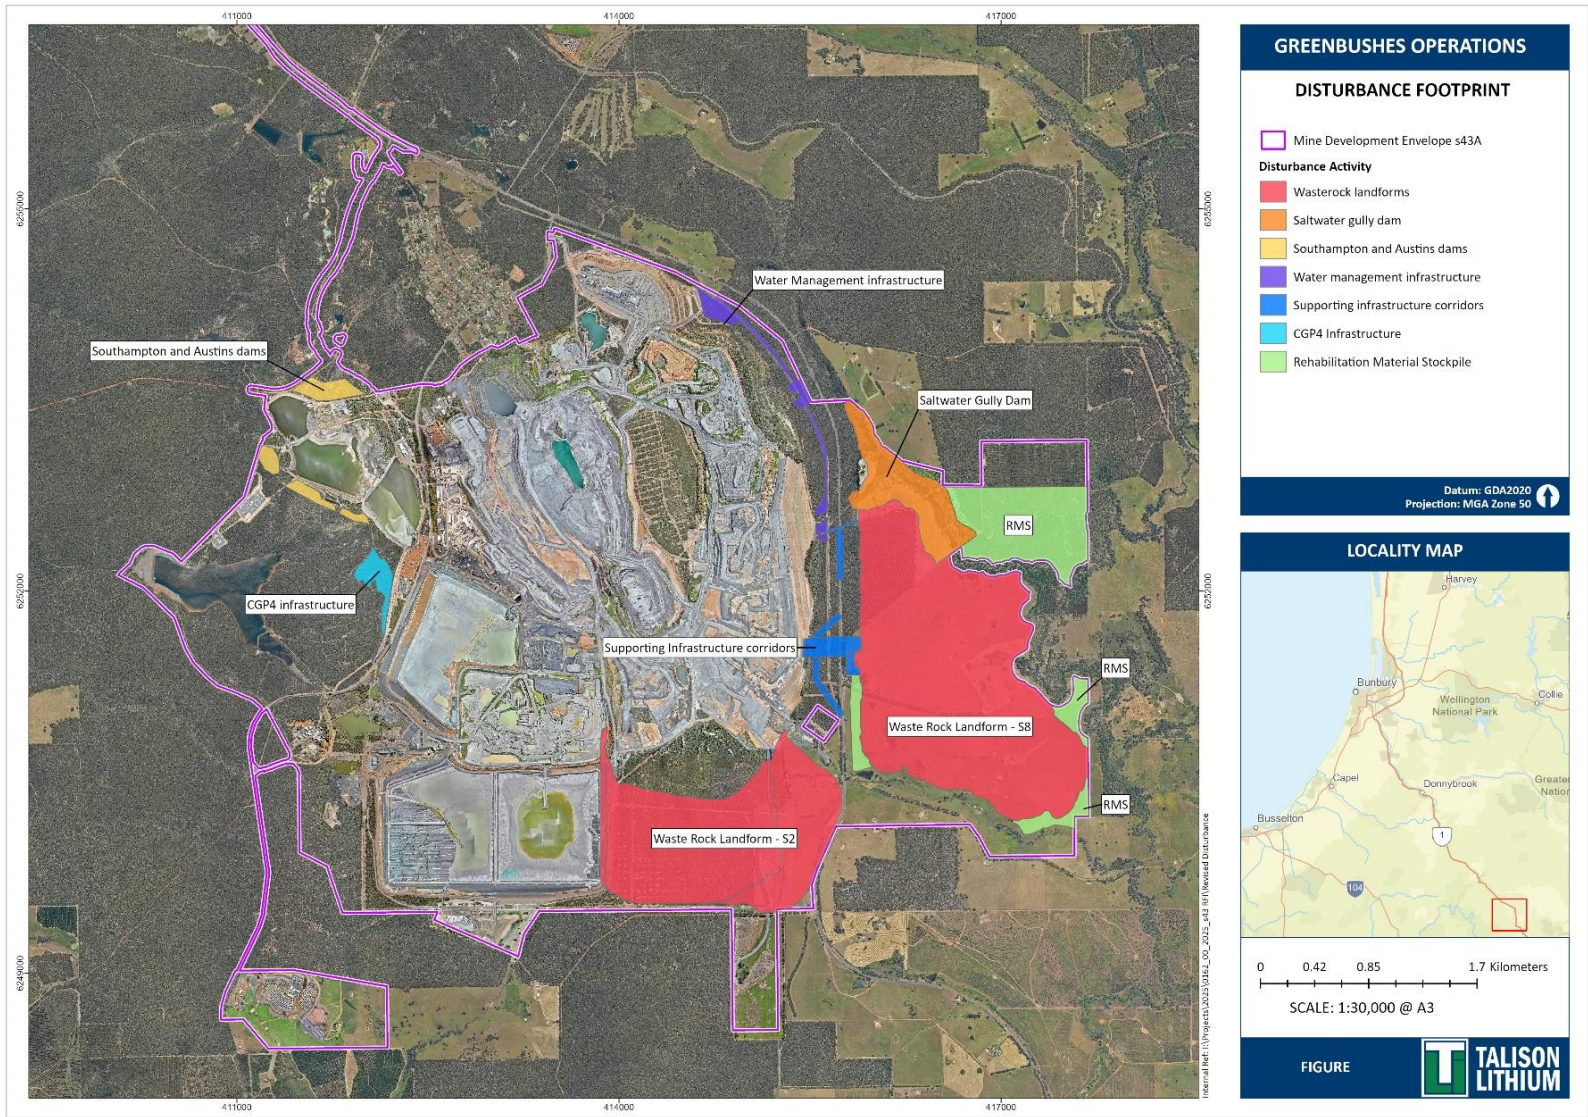 411000
414000
417000
6255000
6255000
Water Management infrastructure
Southampton and Austins dams
Saltwater Gully Dam
RMS
6252000
6252000
CGP4 infrastructure
Supporting Infrastructure corridors
RMS
Waste Rock Landform - S8
RMS
Waste Rock Landform - S2
6249000
411000
414000
417000
GREENBUSHES OPERATIONS
DISTURBANCE FOOTPRINT
Mine Development Envelope s43A
Disturbance Activity
Wasterock landforms
Saltwater gully dam
Southampton and Austins dams
Water management infrastructure
Supporting infrastructure corridors
CGP4 Infrastructure
Rehabilitation Material Stockpile
Datum: GDA2020
Projection: MGA Zone 50
LOCALITY MAP
Harvey
Bunbury
Wellington
National Park
Collie
Capel
Donnybrook
Greater
Nation
Busselton
1
104
0 0.42 0.85 1.7 Kilometers
SCALE: 1:30,000 @ A3
FIGURE
TALISON
LITHIUM